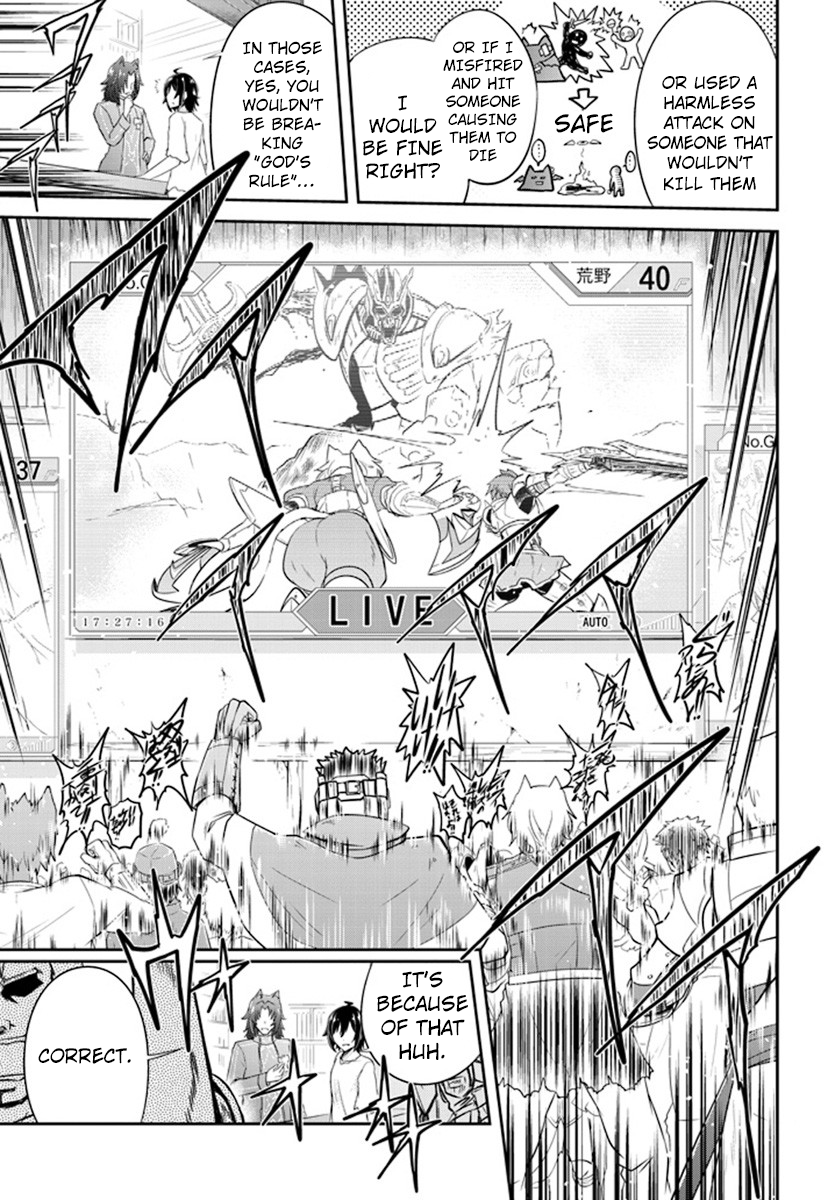 OR USED A
HARMLESS
ATTACK ON
SOMEONE THAT
WOULDN'T
KILL THEM
SAFE
OR IF I
MISFIRED
AND HIT
SOMEONE
CAUSING
THEM TO
DIE
I
WOULD
BE FINE
RIGHT?
IN THOSE
CASES,
YES, YOU
WOULDN'T
BE BREA-
KING
"GOD'S
RULE"...
荒野 40
No.G
No.G
37
LIVE
17:27:16
AUTO
IT'S
BECAUSE
OF THAT
HUH.
CORRECT.